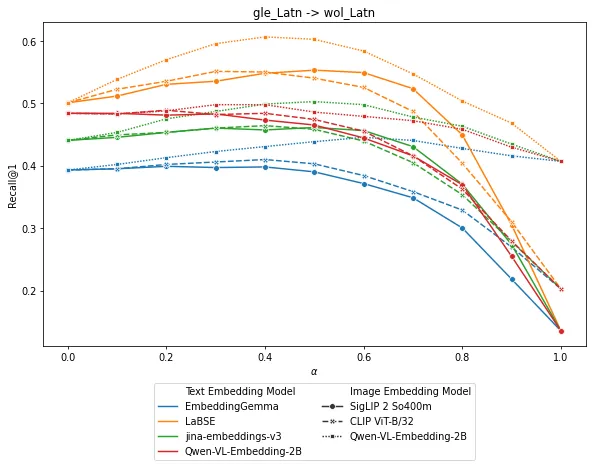 gle_Latn -> wol_Latn
0.6
0.5
0.4
0.3
0.2
Recall@1
0.0 0.2 0.4 0.6 0.8 1.0
α
Text Embedding Model Image Embedding Model
EmbeddingGemma SigLIP 2 So400m
LaBSE CLIP ViT-B/32
jina-embeddings-v3 Qwen-VL-Embedding-2B
Qwen-VL-Embedding-2B